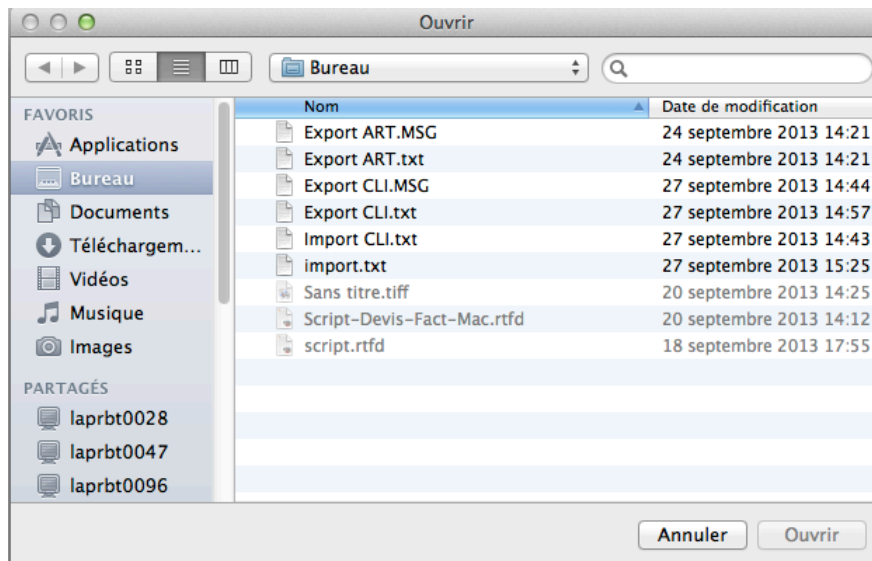 Ouvrir
Bureau
FAVORIS
Applications
Bureau
Documents
Téléchargem...
Vidéos
Musique
Images
PARTAGÉS
laprbt0028
laprbt0047
laprbt0096
Nom Date de modification
Export ART.MSG 24 septembre 2013 14:21
Export ART.txt 24 septembre 2013 14:21
Export CLI.MSG 27 septembre 2013 14:44
Export CLI.txt 27 septembre 2013 14:57
Import CLI.txt 27 septembre 2013 14:43
import.txt 27 septembre 2013 15:25
Sans titre.tiff 20 septembre 2013 14:25
Script-Devis-Fact-Mac.rtfd 20 septembre 2013 14:12
script.rtfd 18 septembre 2013 17:55
Annuler Ouvrir